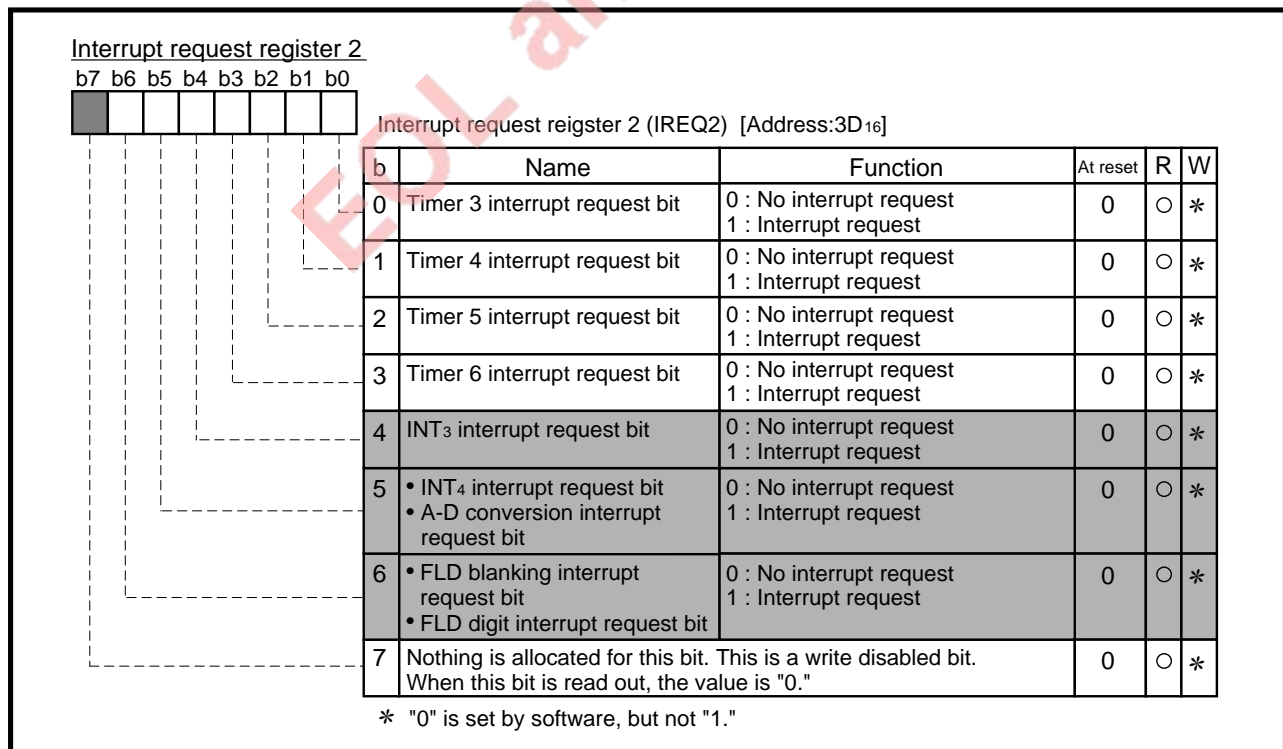 EOL an
Interrupt request register 2
b7 b6 b5 b4 b3 b2 b1 b0
Interrupt request reigster 2 (IREQ2) [Address:3D16]
b Name Function At reset R W
0 Timer 3 interrupt request bit 0 : No interrupt request 0 ○ *
1 : Interrupt request
1 Timer 4 interrupt request bit 0 : No interrupt request 0 ○ *
1 : Interrupt request
2 Timer 5 interrupt request bit 0 : No interrupt request 0 ○ *
1 : Interrupt request
3 Timer 6 interrupt request bit 0 : No interrupt request 0 ○ *
1 : Interrupt request
4 INT3 interrupt request bit 0 : No interrupt request 0 ○ *
1 : Interrupt request
5 • INT4 interrupt request bit 0 : No interrupt request 0 ○ *
• A-D conversion interrupt 1 : Interrupt request
request bit
6 • FLD blanking interrupt 0 : No interrupt request 0 ○ *
request bit 1 : Interrupt request
• FLD digit interrupt request bit
7 Nothing is allocated for this bit. This is a write disabled bit. 0 ○ *
When this bit is read out, the value is "0."
* "0" is set by software, but not "1."